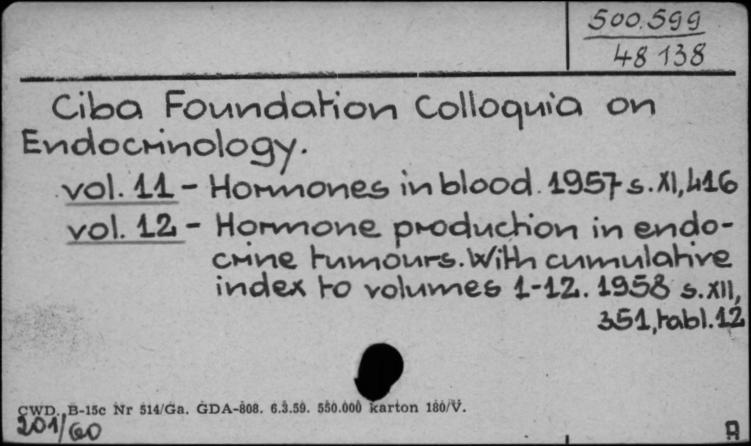 500.599
48 138
Ciba Foundation Colloquia on
Endocrinology.
vol. 11 - Hormones in blood. 1957 s. XI, 416
vol. 12 - Hormone production in endo-
crine tumours. With cumulative
index to volumes 1-12. 1958 s. XII,
351, tabl. 12
CWD. B-15c Nr 514/Ga. GDA-808. 6.3.59. 550.000 karton 180/V.
201/60
A